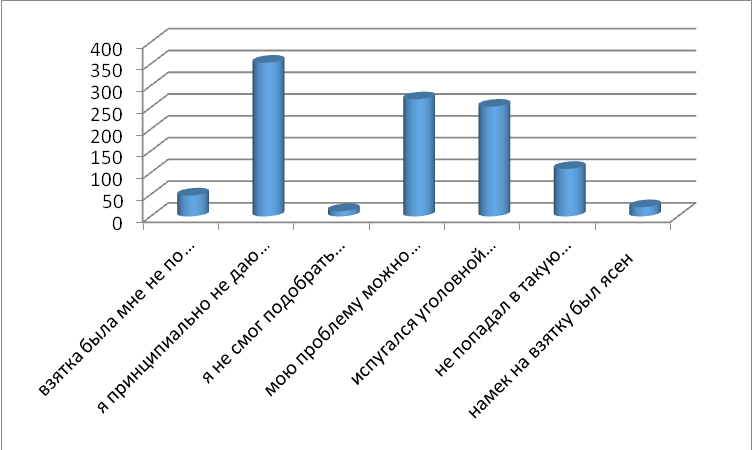 400
350
300
250
200
150
100
50
0
взятка была мне не по...
я принципиально не даю...
я не смог подобрать...
мою проблему можно...
испугался уголовной...
не попадал в такую...
намек на взятку был ясен